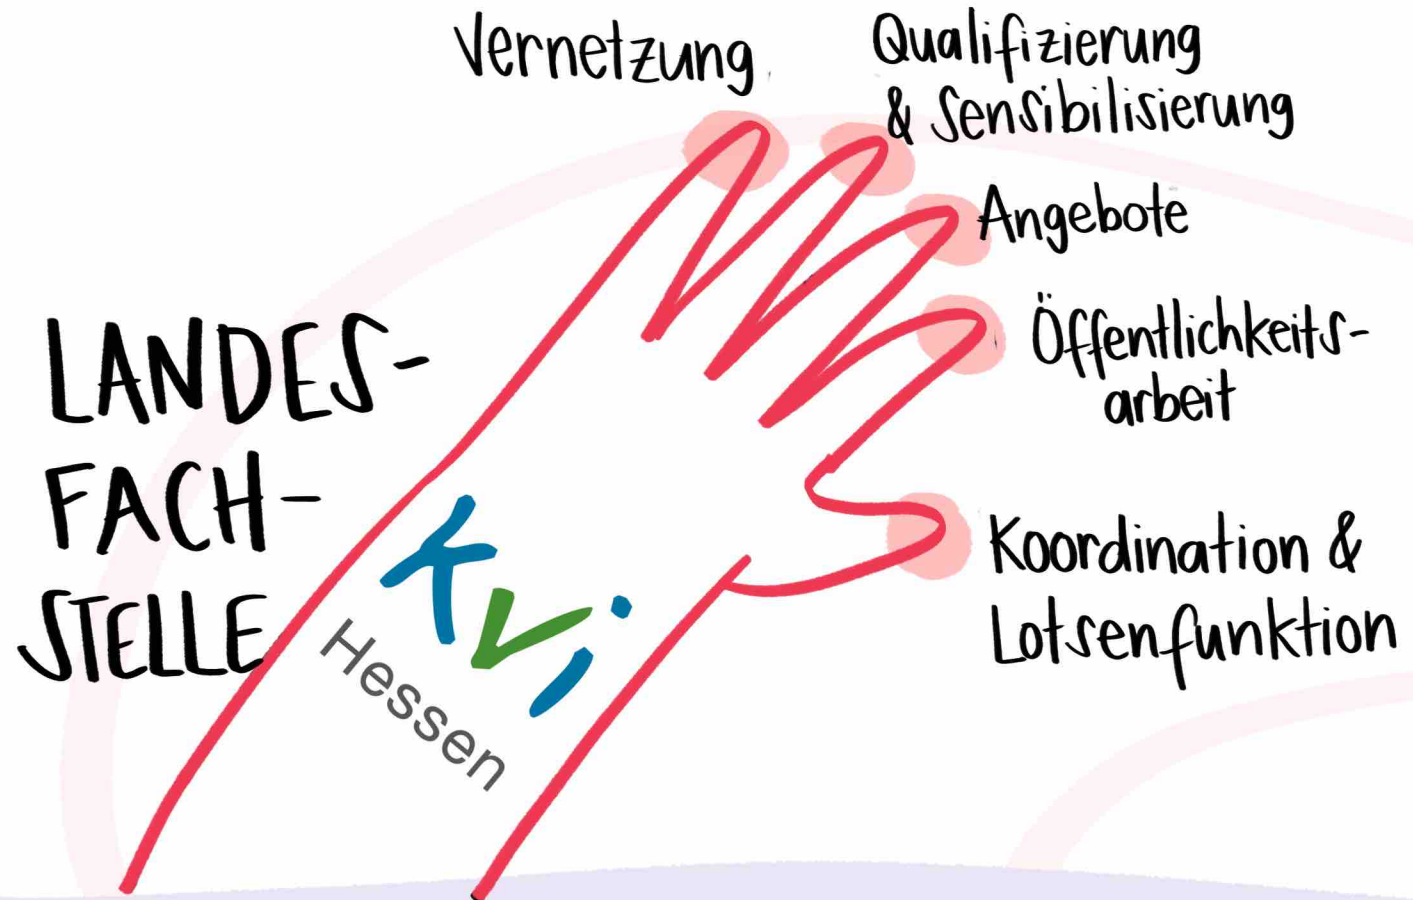 Vernetzung
Qualifizierung
& Sensibilisierung
Angebote
Öffentlichkeits-
arbeit
Koordination &
Lotsenfunktion
LANDES-
FACH-
STELLE
kvi
Hessen